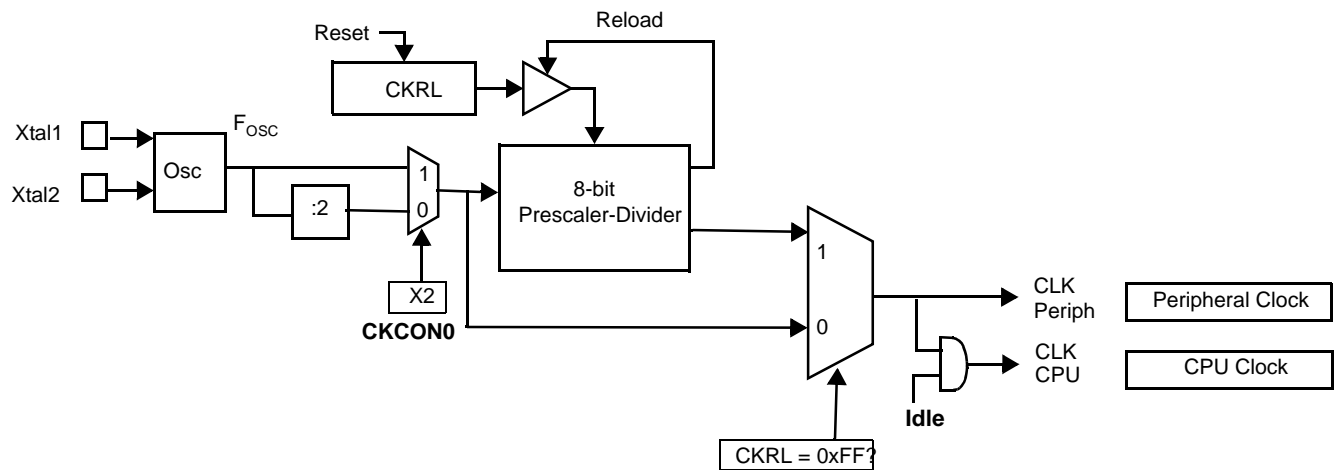 Reload
Reset
CKRL
Xtal1
F_OSC
Osc
Xtal2
1
:2
0
8-bit
Prescaler-Divider
X2
CKCON0
1
0
CLK
Periph
Peripheral Clock
CLK
CPU
CPU Clock
Idle
CKRL = 0xFF?